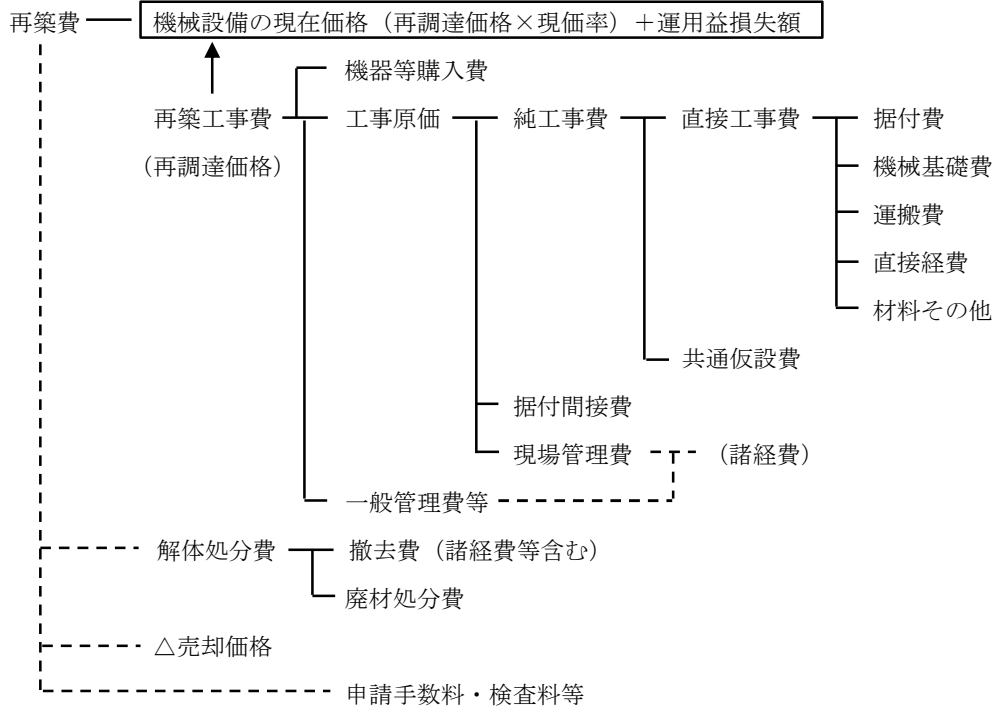 再築費 機械設備の現在価格（再調達価格×現価率）＋運用益損失額
機器等購入費
再築工事費 工事原価 純工事費 直接工事費 据付費
（再調達価格） 機械基礎費
運搬費
直接経費
材料その他
共通仮設費
据付間接費
現場管理費 （諸経費）
一般管理費等
解体処分費 撤去費（諸経費等含む）
廃材処分費
△売却価格
申請手数料・検査料等